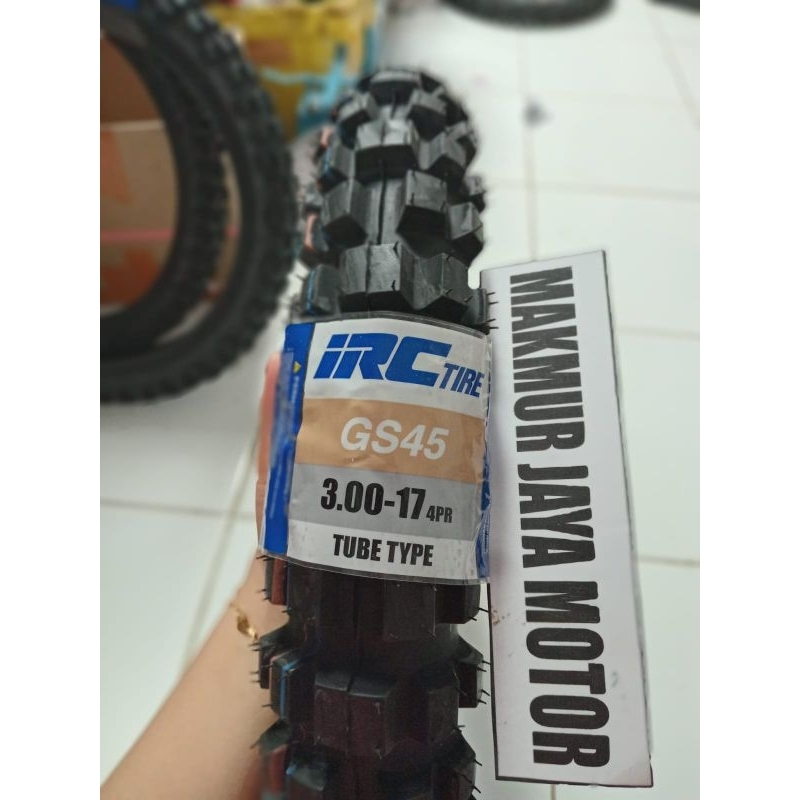 iRC TIRE
GS45
3.00-17 4PR
TUBE TYPE
MAKMUR JAYA MOTOR